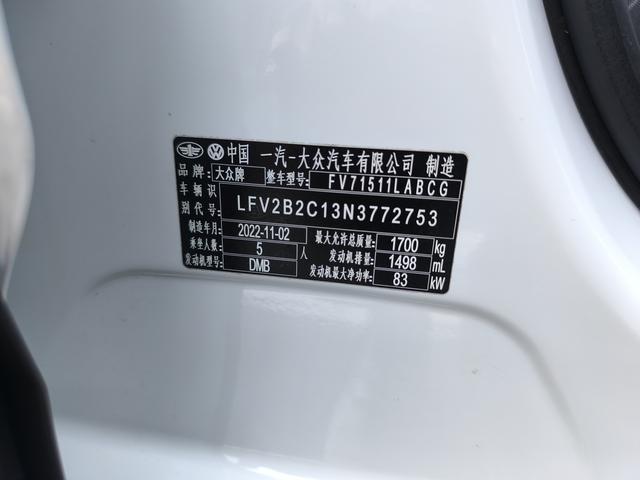 中国 一汽-大众汽车有限公司 制造
品牌: 大众牌 整车型号: FV71511LABCG
车辆识别代号: LFV2B2C13N3772753
制造年月: 2022-11-02 最大允许总质量: 1700 kg
乘坐人数: 5 人 发动机排量: 1498 mL
发动机型号: DMB 发动机最大净功率: 83 kW